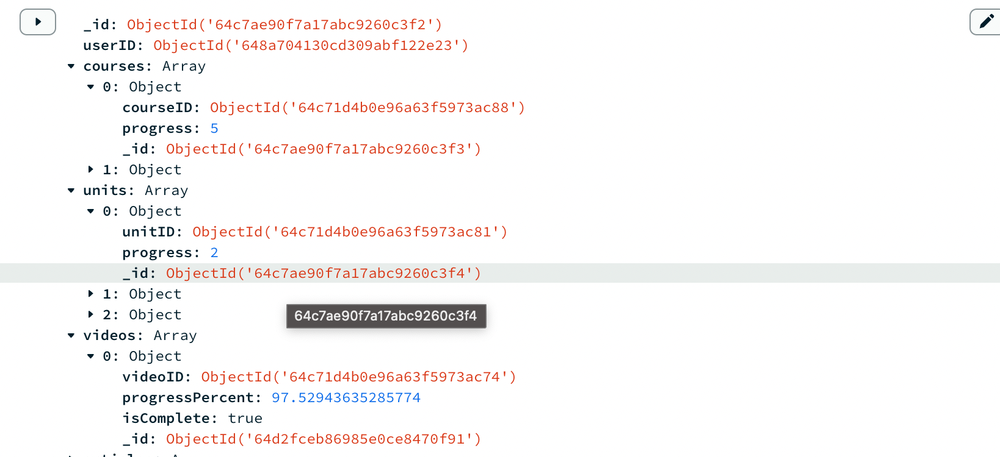 _id: ObjectId('64c7ae90f7a17abc9260c3f2')
userID: ObjectId('648a704130cd309abf122e23')
courses: Array
0: Object
courseID: ObjectId('64c71d4b0e96a63f5973ac88')
progress: 5
_id: ObjectId('64c7ae90f7a17abc9260c3f3')
1: Object
units: Array
0: Object
unitID: ObjectId('64c71d4b0e96a63f5973ac81')
progress: 2
_id: ObjectId('64c7ae90f7a17abc9260c3f4')
1: Object
2: Object
64c7ae90f7a17abc9260c3f4
videos: Array
0: Object
videoID: ObjectId('64c71d4b0e96a63f5973ac74')
progressPercent: 97.52943635285774
isComplete: true
_id: ObjectId('64d2fceb86985e0ce8470f91')